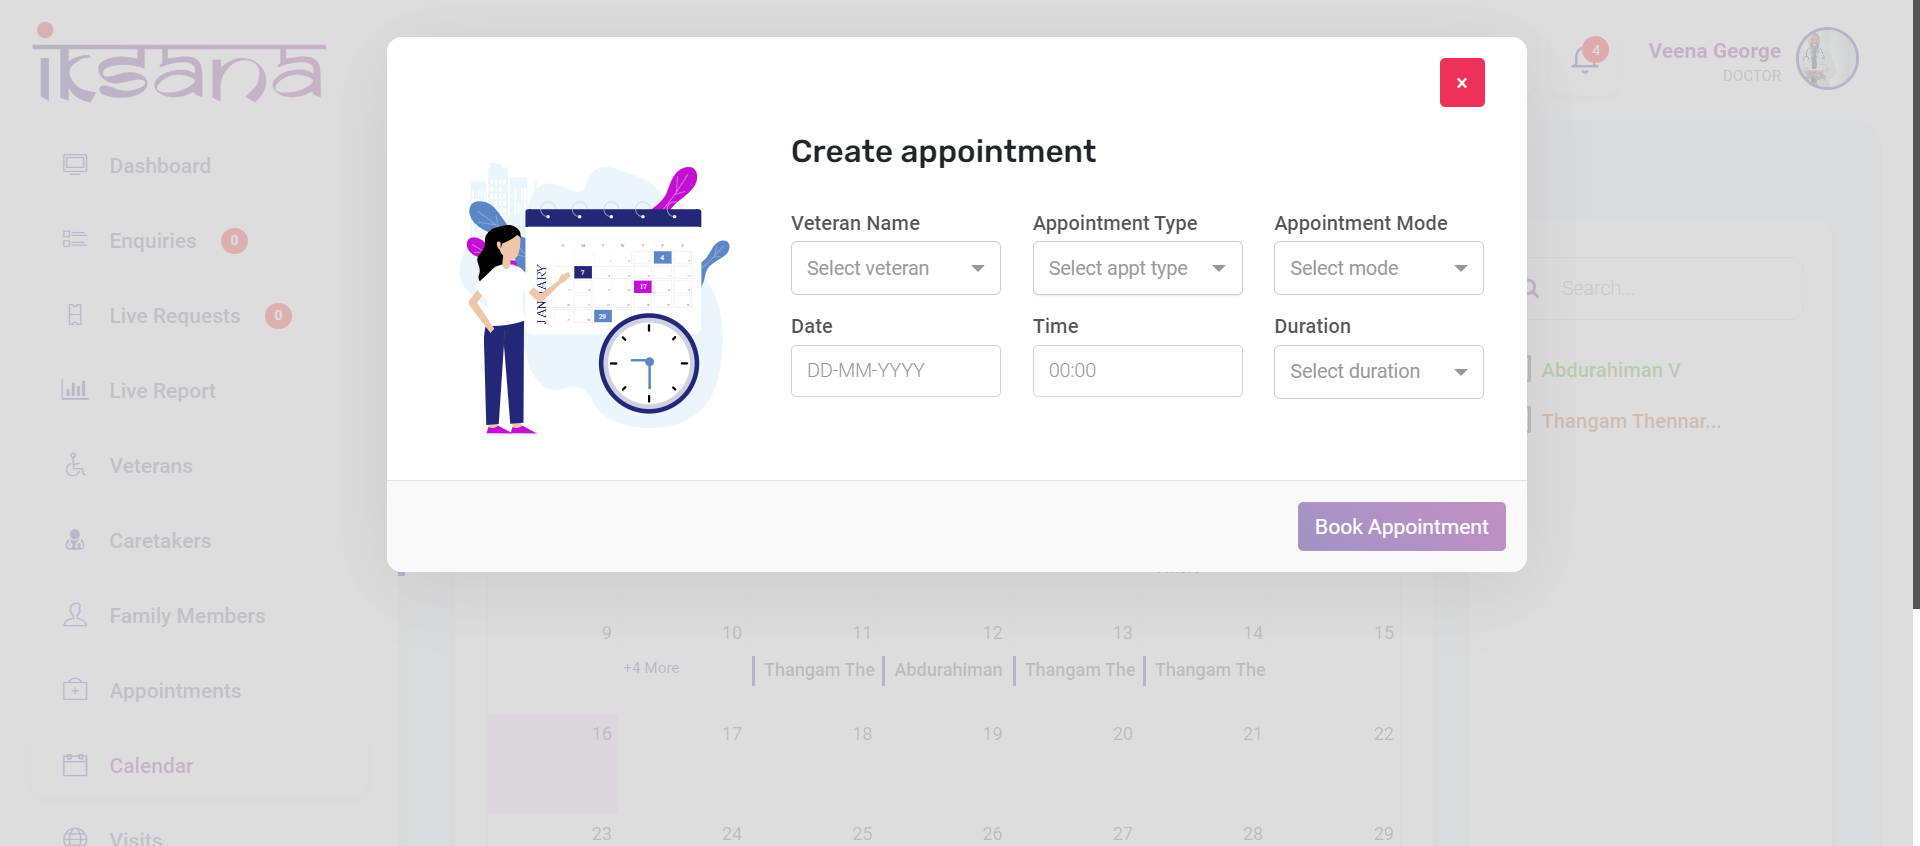 iksana
4
Veena George
DOCTOR
Dashboard
Enquiries 0
Live Requests 0
Live Report
Veterans
Caretakers
Family Members
Appointments
Calendar
Visits
×
Create appointment
Veteran Name Appointment Type Appointment Mode
Select veteran Select appt type Select mode
Date Time Duration
DD-MM-YYYY 00:00 Select duration
Book Appointment
JANUARY
4
7
17
29
Search...
Abdurahiman V
Thangam Thennar...
9 10 11 12 13 14 15
+4 More Thangam The Abdurahiman Thangam The Thangam The
16 17 18 19 20 21 22
23 24 25 26 27 28 29